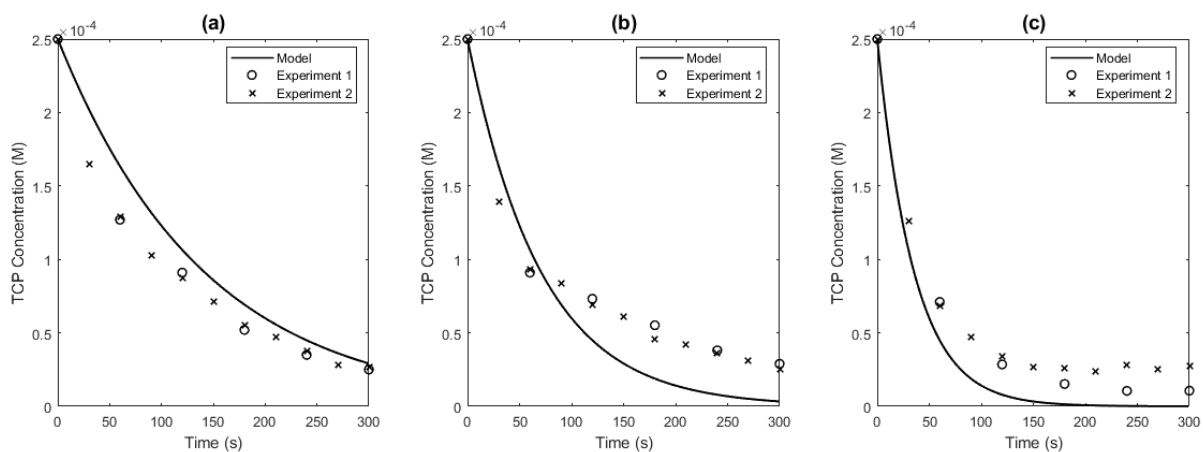 (a)
× 10⁻⁴
2.5
2
1.5
1
0.5
0
TCP Concentration (M)
0 50 100 150 200 250 300
Time (s)
Model
Experiment 1
Experiment 2
(b)
× 10⁻⁴
2.5
2
1.5
1
0.5
0
TCP Concentration (M)
0 50 100 150 200 250 300
Time (s)
Model
Experiment 1
Experiment 2
(c)
× 10⁻⁴
2.5
2
1.5
1
0.5
0
TCP Concentration (M)
0 50 100 150 200 250 300
Time (s)
Model
Experiment 1
Experiment 2